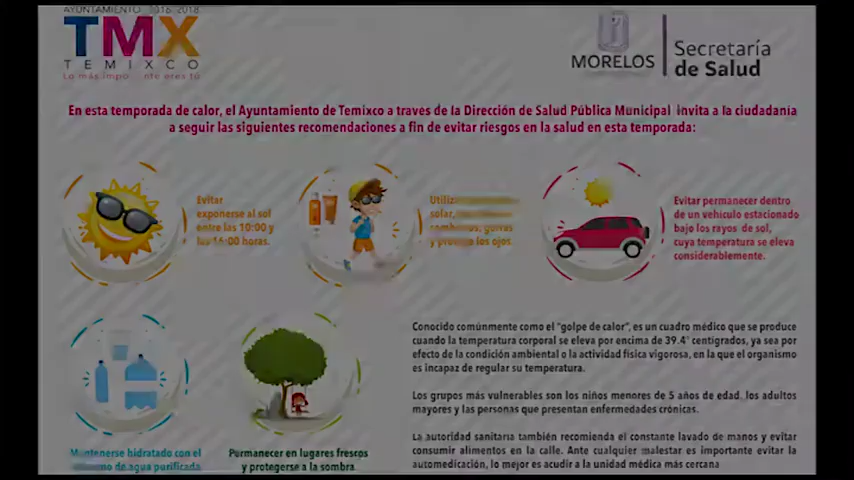 AYUNTAMIENTO 2016-2018
TMX
TEMIXCO
Lo más eres tú
MORELOS
Secretaría
de Salud
En esta temporada de calor, el Ayuntamiento de Temixco a través de la Dirección de Salud Pública Municipal invita a la ciudadanía
a seguir las siguientes recomendaciones a fin de evitar riesgos en la salud en esta temporada:
Evitar
exponerse al sol
entre las 10:00 y
las 16:00 horas.
solar,
gorras
y los ojos.
Evitar permanecer dentro
de un vehículo estacionado
bajo los rayos de sol,
cuya temperatura se eleva
considerablemente.
Mantenerse hidratado con el
de agua purificada
Permanecer en lugares frescos
y protegerse a la sombra
Conocido comúnmente como el "golpe de calor", es un cuadro médico que se produce
cuando la temperatura corporal se eleva por encima de 39.4° centígrados, ya sea por
efecto de la condición ambiental o la actividad física vigorosa, en la que el organismo
es incapaz de regular su temperatura.
Los grupos más vulnerables son los niños menores de 5 años de edad, los adultos
mayores y las personas que presentan enfermedades crónicas.
La autoridad sanitaria también recomienda el constante lavado de manos y evitar
consumir alimentos en la calle. Ante cualquier malestar es importante evitar la
automedicación, lo mejor es acudir a la unidad médica más cercana